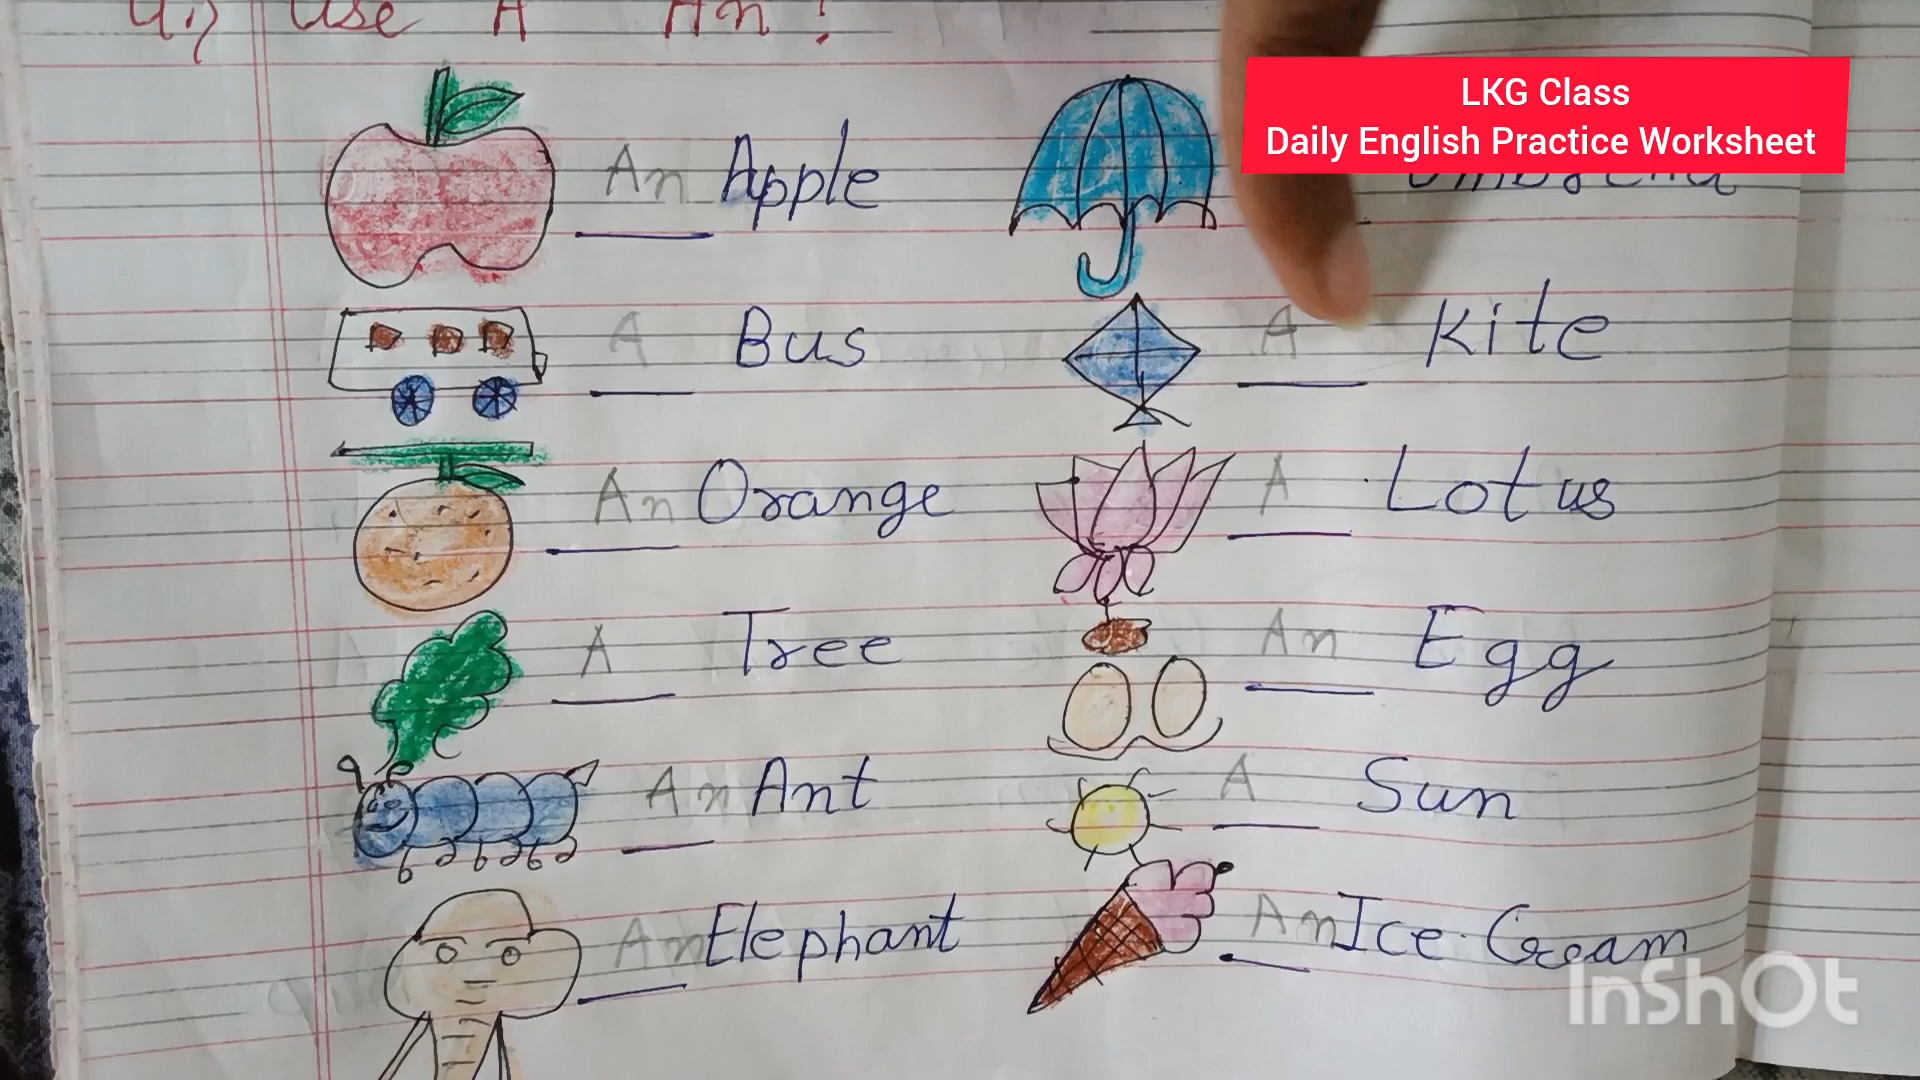 Use A An :
LKG Class
Daily English Practice Worksheet
An Apple
A Bus
A Kite
An Orange
A Lotus
A Tree
An Egg
An Ant
A Sun
An Elephant
An Ice Cream
InShOt